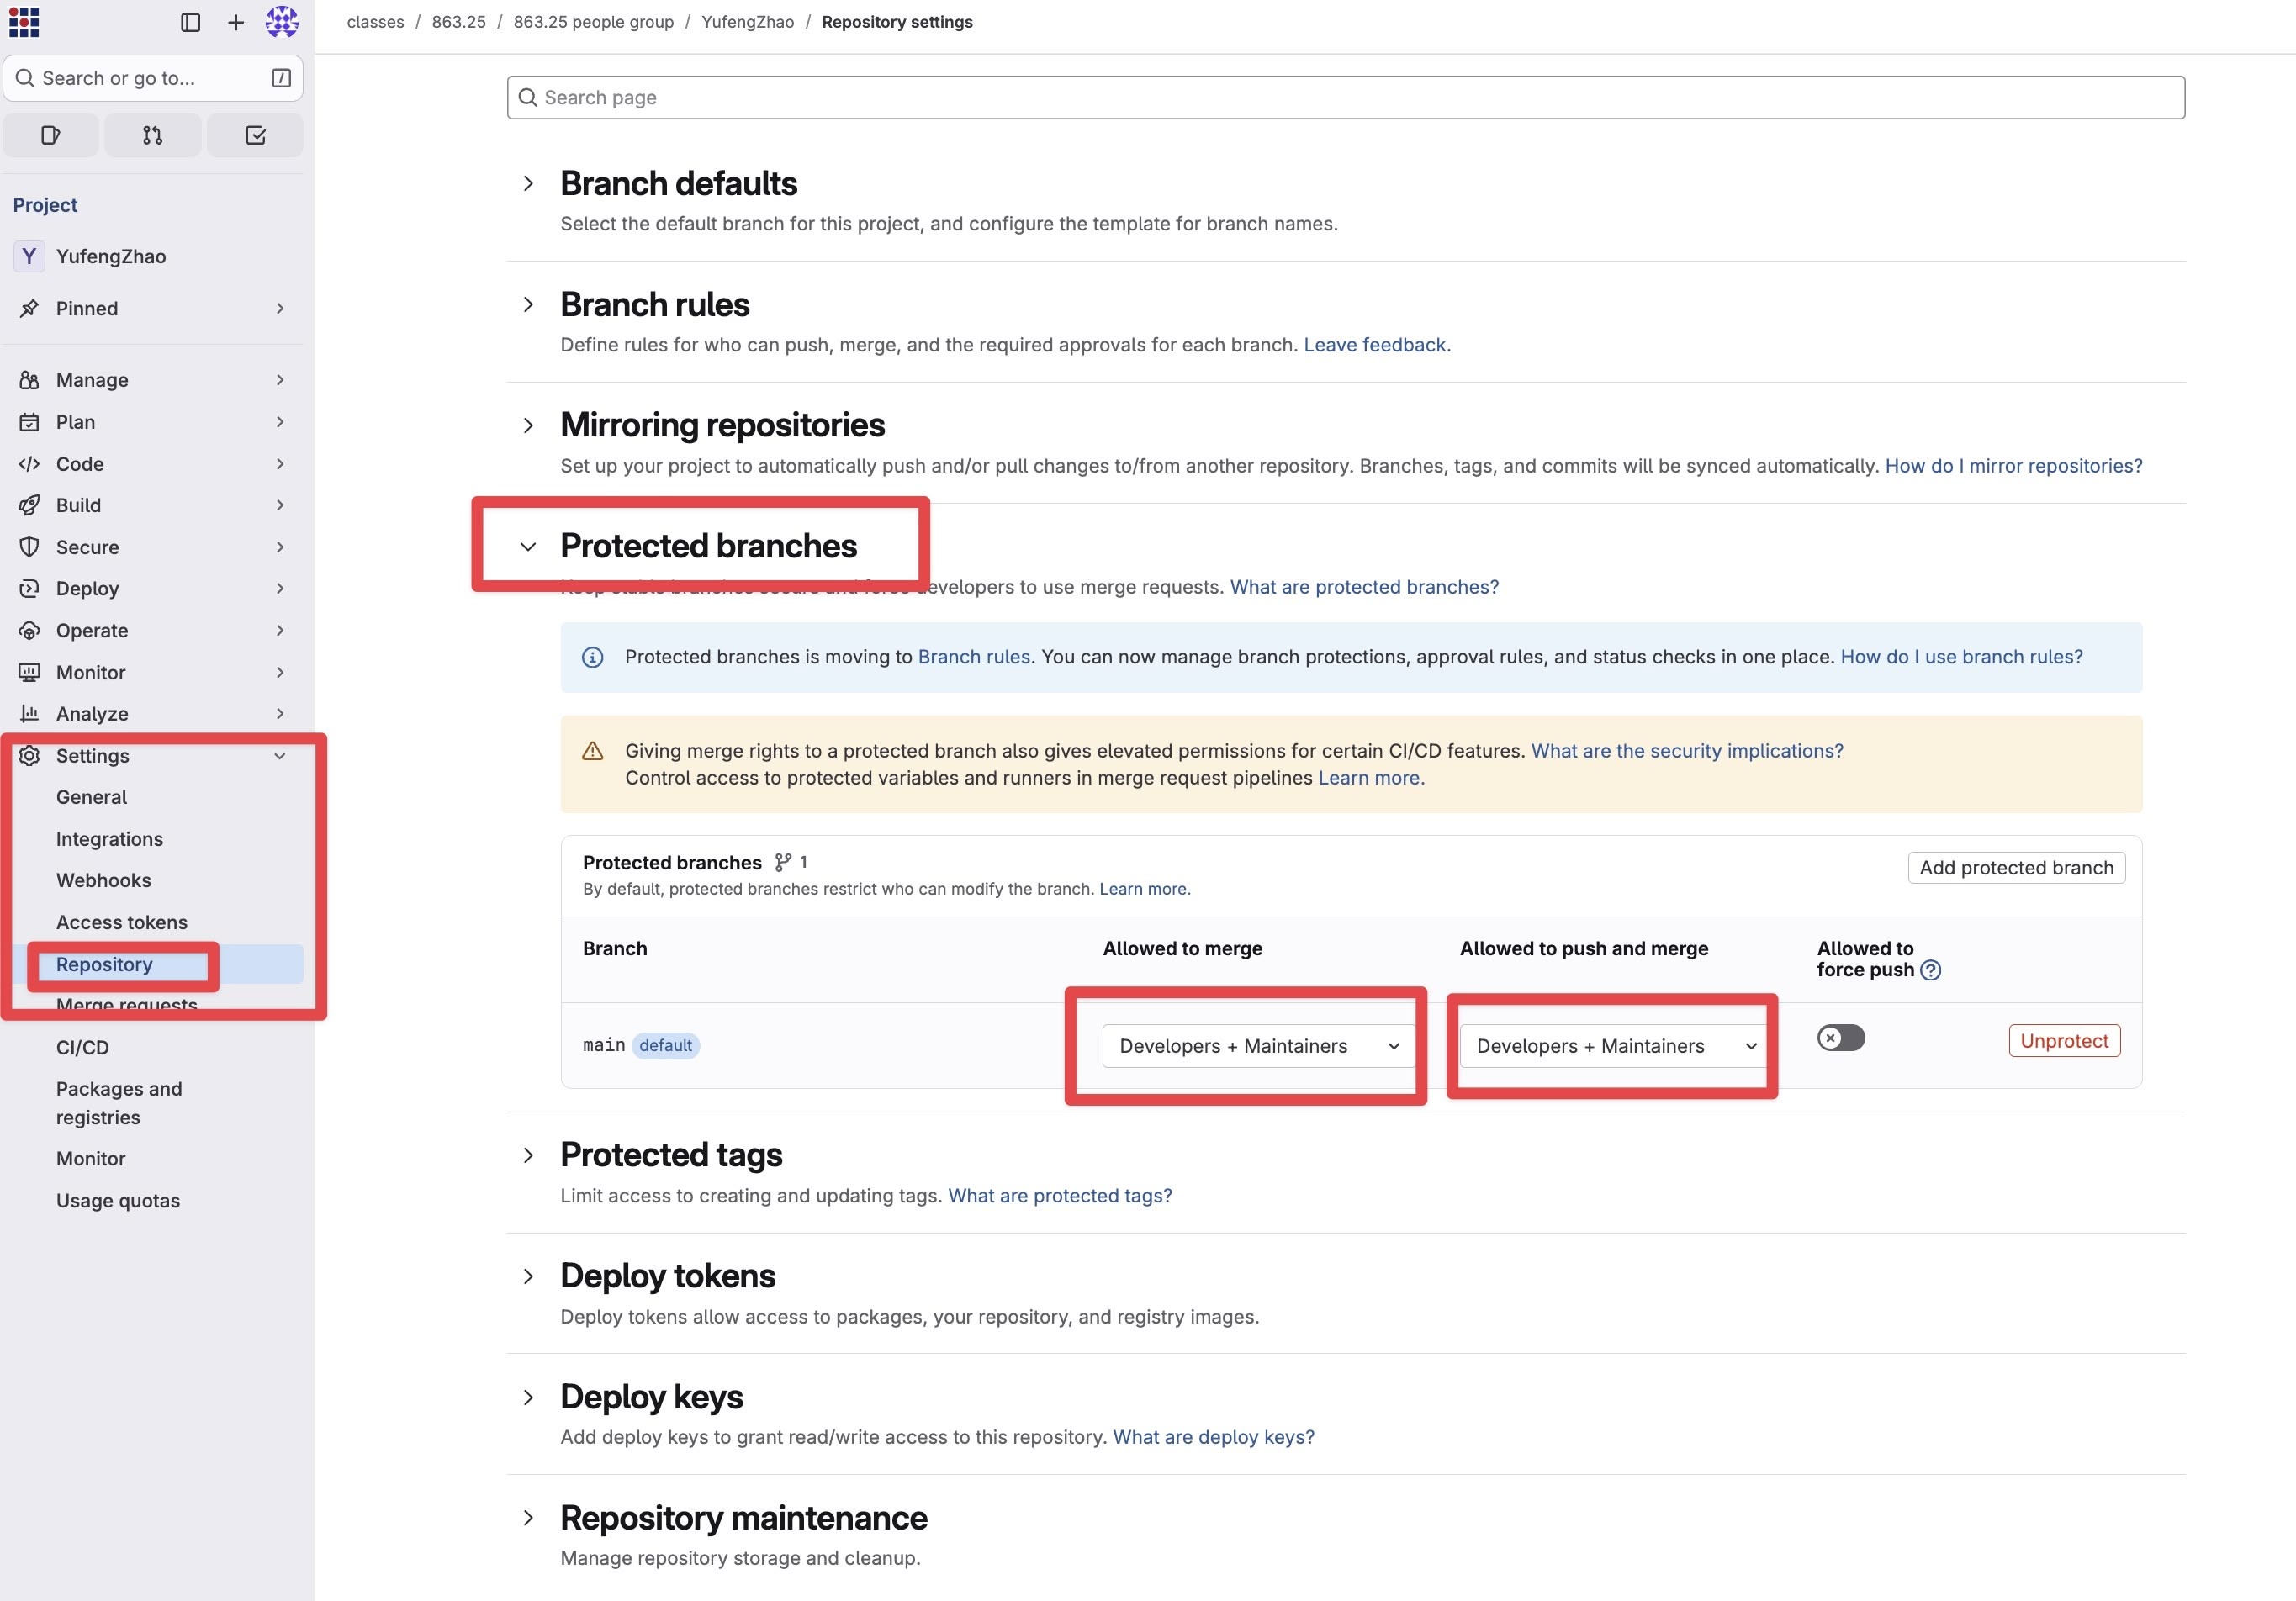 classes / 863.25 / 863.25 people group / YufengZhao / Repository settings
Search or go to...
/
Search page
Project
Y YufengZhao
Pinned
Manage
Plan
Code
Build
Secure
Deploy
Operate
Monitor
Analyze
Settings
General
Integrations
Webhooks
Access tokens
Repository
Merge requests
CI/CD
Packages and
registries
Monitor
Usage quotas
Branch defaults
Select the default branch for this project, and configure the template for branch names.
Branch rules
Define rules for who can push, merge, and the required approvals for each branch. Leave feedback.
Mirroring repositories
Set up your project to automatically push and/or pull changes to/from another repository. Branches, tags, and commits will be synced automatically. How do I mirror repositories?
Protected branches
Keep stable branches secure and force developers to use merge requests. What are protected branches?
Protected branches is moving to Branch rules. You can now manage branch protections, approval rules, and status checks in one place. How do I use branch rules?
Giving merge rights to a protected branch also gives elevated permissions for certain CI/CD features. What are the security implications?
Control access to protected variables and runners in merge request pipelines Learn more.
Protected branches 1
By default, protected branches restrict who can modify the branch. Learn more.
Add protected branch
Branch Allowed to merge Allowed to push and merge Allowed to
force push ?
main default Developers + Maintainers Developers + Maintainers Unprotect
Protected tags
Limit access to creating and updating tags. What are protected tags?
Deploy tokens
Deploy tokens allow access to packages, your repository, and registry images.
Deploy keys
Add deploy keys to grant read/write access to this repository. What are deploy keys?
Repository maintenance
Manage repository storage and cleanup.